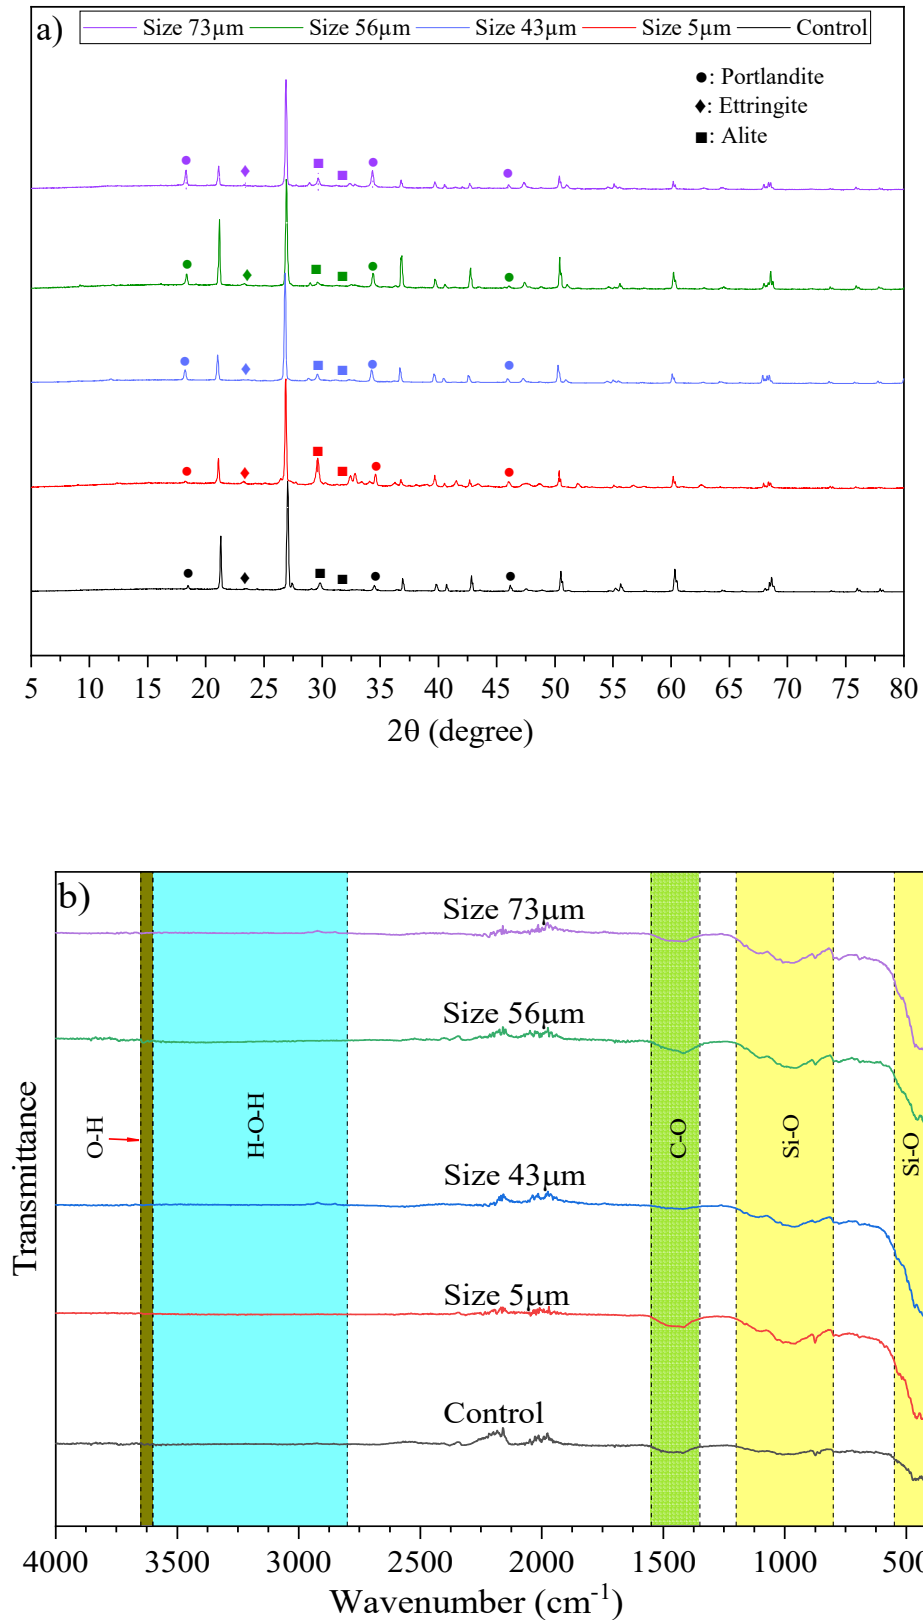 a)
Size 73μm Size 56μm Size 43μm Size 5μm Control
●: Portlandite
♦: Ettringite
■: Alite
5 10 15 20 25 30 35 40 45 50 55 60 65 70 75 80
2θ (degree)
b)
Size 73μm
Size 56μm
O-H
H-O-H
C-O
Si-O
Si-O
Size 43μm
Size 5μm
Control
Transmittance
4000 3500 3000 2500 2000 1500 1000 500
Wavenumber (cm⁻¹)